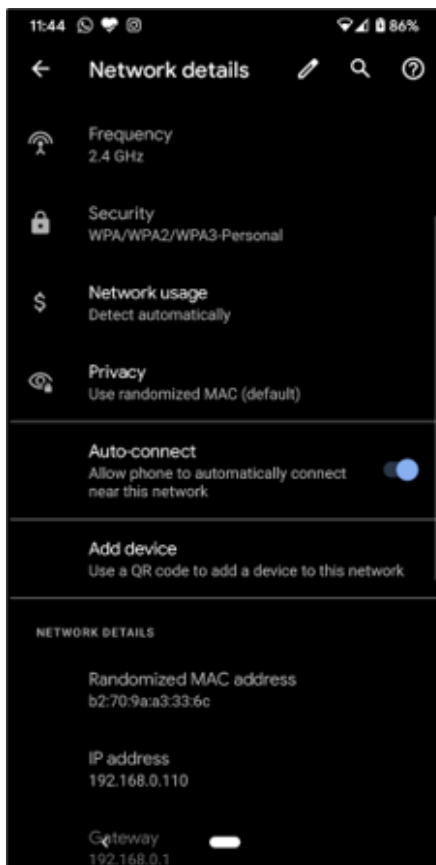 11:44 86%
Network details
Frequency
2.4 GHz
Security
WPA/WPA2/WPA3-Personal
$ Network usage
Detect automatically
Privacy
Use randomized MAC (default)
Auto-connect
Allow phone to automatically connect
near this network
Add device
Use a QR code to add a device to this network
NETWORK DETAILS
Randomized MAC address
b2:70:9a:a3:33:6c
IP address
192.168.0.110
Gateway
192.168.0.1